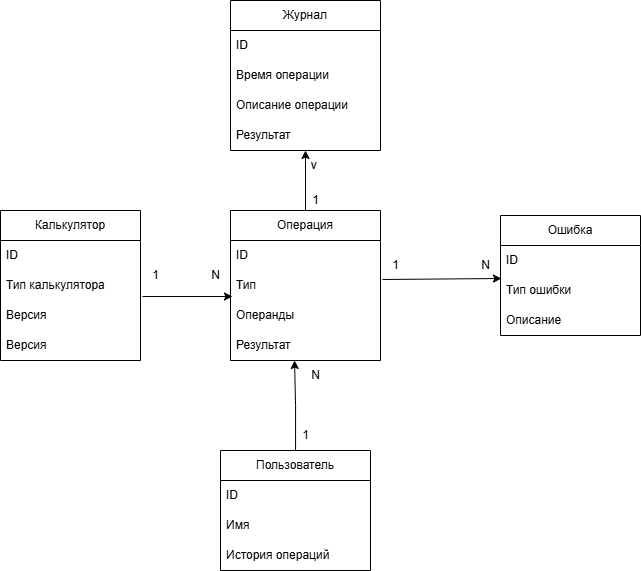 Журнал
ID
Время операции
Описание операции
Результат
v
1
Калькулятор
ID
Тип калькулятора
Версия
Версия
1
N
Операция
ID
Тип
Операнды
Результат
1
N
Ошибка
ID
Тип ошибки
Описание
N
1
Пользователь
ID
Имя
История операций